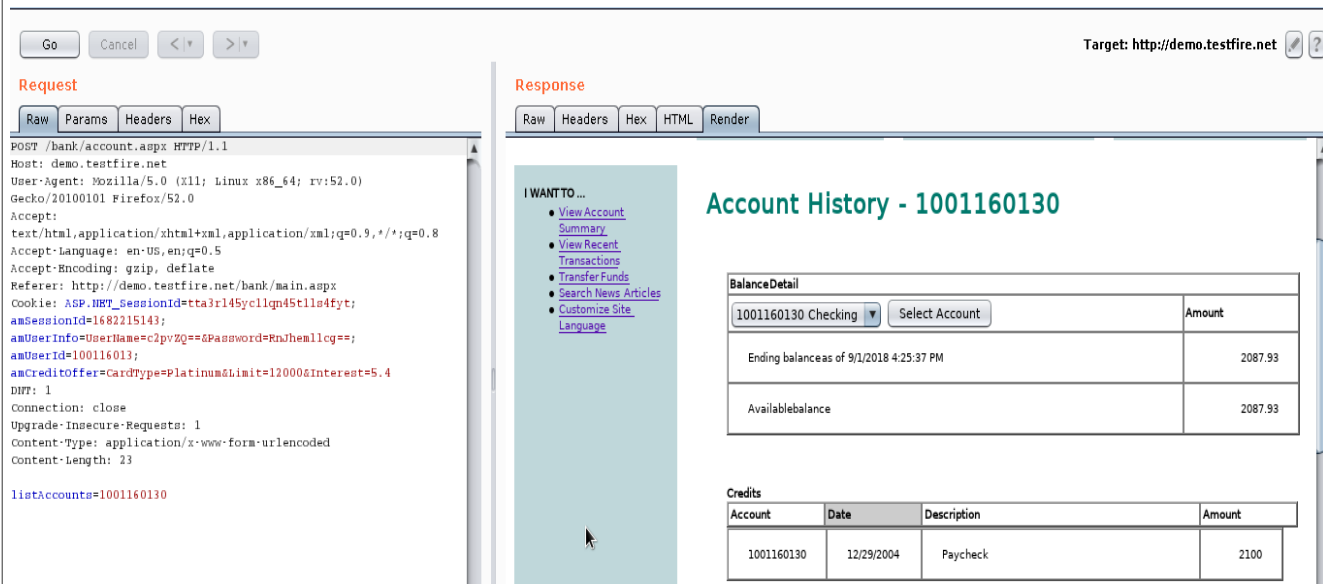 Go Cancel < >
Target: http://demo.testfire.net ?
Request
Raw Params Headers Hex
POST /bank/account.aspx HTTP/1.1
Host: demo.testfire.net
User-Agent: Mozilla/5.0 (X11; Linux x86_64; rv:52.0)
Gecko/20100101 Firefox/52.0
Accept:
text/html,application/xhtml+xml,application/xml;q=0.9,*/*;q=0.8
Accept-Language: en-US,en;q=0.5
Accept-Encoding: gzip, deflate
Referer: http://demo.testfire.net/bank/main.aspx
Cookie: ASP.NET_SessionId=tta3rl45ycllqn45tlls4fyt;
amSessionId=1682215143;
amUserInfo=UserName=c2pvZQ==&Password=RnJhemllcg==;
amUserId=100116013;
amCreditOffer=CardType=Platinum&Limit=12000&Interest=5.4
DNT: 1
Connection: close
Upgrade-Insecure-Requests: 1
Content-Type: application/x-www-form-urlencoded
Content-Length: 23
listAccounts=1001160130
Response
Raw Headers Hex HTML Render
I WANT TO ...
View Account
Summary
View Recent
Transactions
Transfer Funds
Search News Articles
Customize Site
Language
Account History - 1001160130
Balance Detail
1001160130 Checking Select Account Amount
Ending balance as of 9/1/2018 4:25:37 PM 2087.93
Available balance 2087.93
Credits
Account Date Description Amount
1001160130 12/29/2004 Paycheck 2100